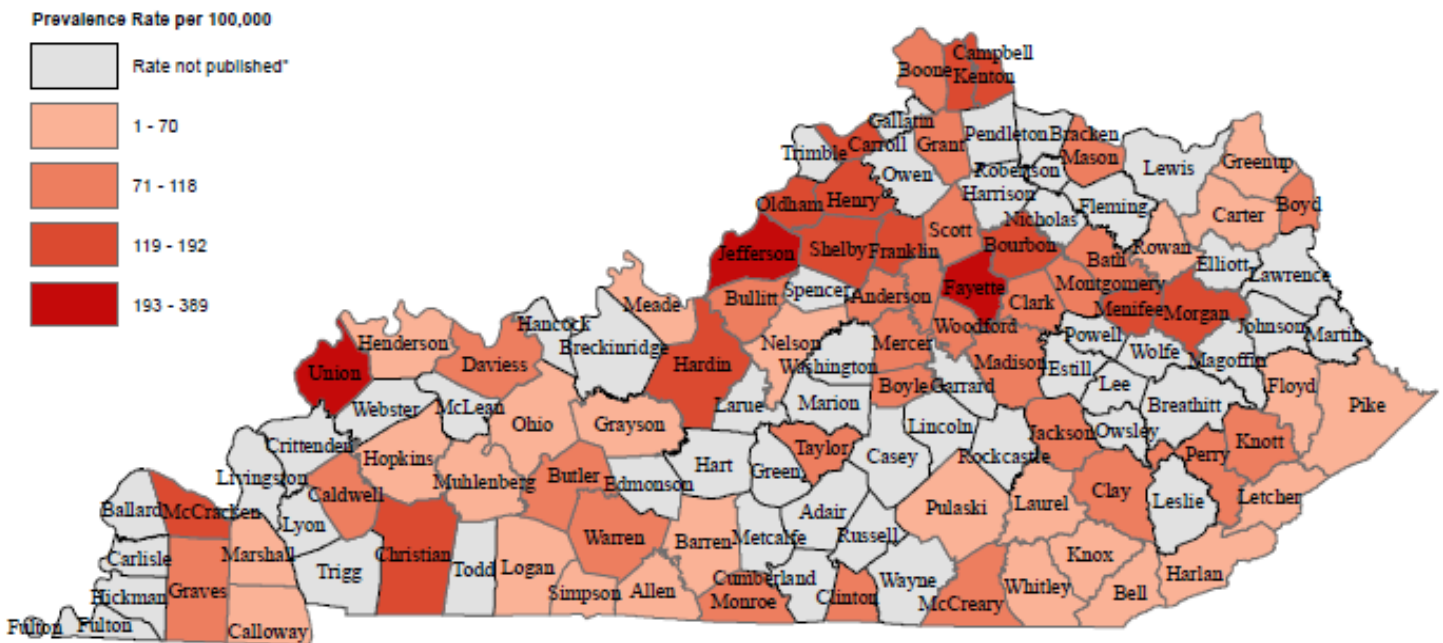 Prevalence Rate per 100,000
Rate not published*
1 - 70
71 - 118
119 - 192
193 - 389
Campbell
Boone
Kenton
Gallatin
Pendleton
Bracken
Carroll
Grant
Mason
Trimble
Owen
Robertson
Lewis
Greenup
Harrison
Oldham
Henry
Fleming
Boyd
Nicholas
Carter
Scott
Jefferson
Shelby
Franklin
Bourbon
Rowan
Bath
Elliott
Lawrence
Spencer
Fayette
Montgomery
Meade
Bullitt
Anderson
Clark
Menifee
Morgan
Hancock
Woodford
Johnson
Martin
Henderson
Breckinridge
Nelson
Mercer
Powell
Wolfe
Magoffin
Union
Daviess
Hardin
Washington
Madison
Estill
Boyle
Garrard
Lee
Floyd
Webster
McLean
Larue
Marion
Breathitt
Pike
Ohio
Grayson
Lincoln
Jackson
Owsley
Crittenden
Taylor
Knott
Hopkins
Hart
Green
Casey
Rockcastle
Perry
Livingston
Muhlenberg
Butler
Edmonson
Caldwell
Clay
Leslie
Letcher
Ballard
McCracken
Lyon
Adair
Pulaski
Laurel
Warren
Barren
Metcalfe
Russell
Carlisle
Marshall
Christian
Knox
Trigg
Todd
Logan
Cumberland
Wayne
Harlan
Hickman
Graves
Simpson
Allen
Monroe
Clinton
McCreary
Whitley
Bell
Fulton
Fulton
Calloway